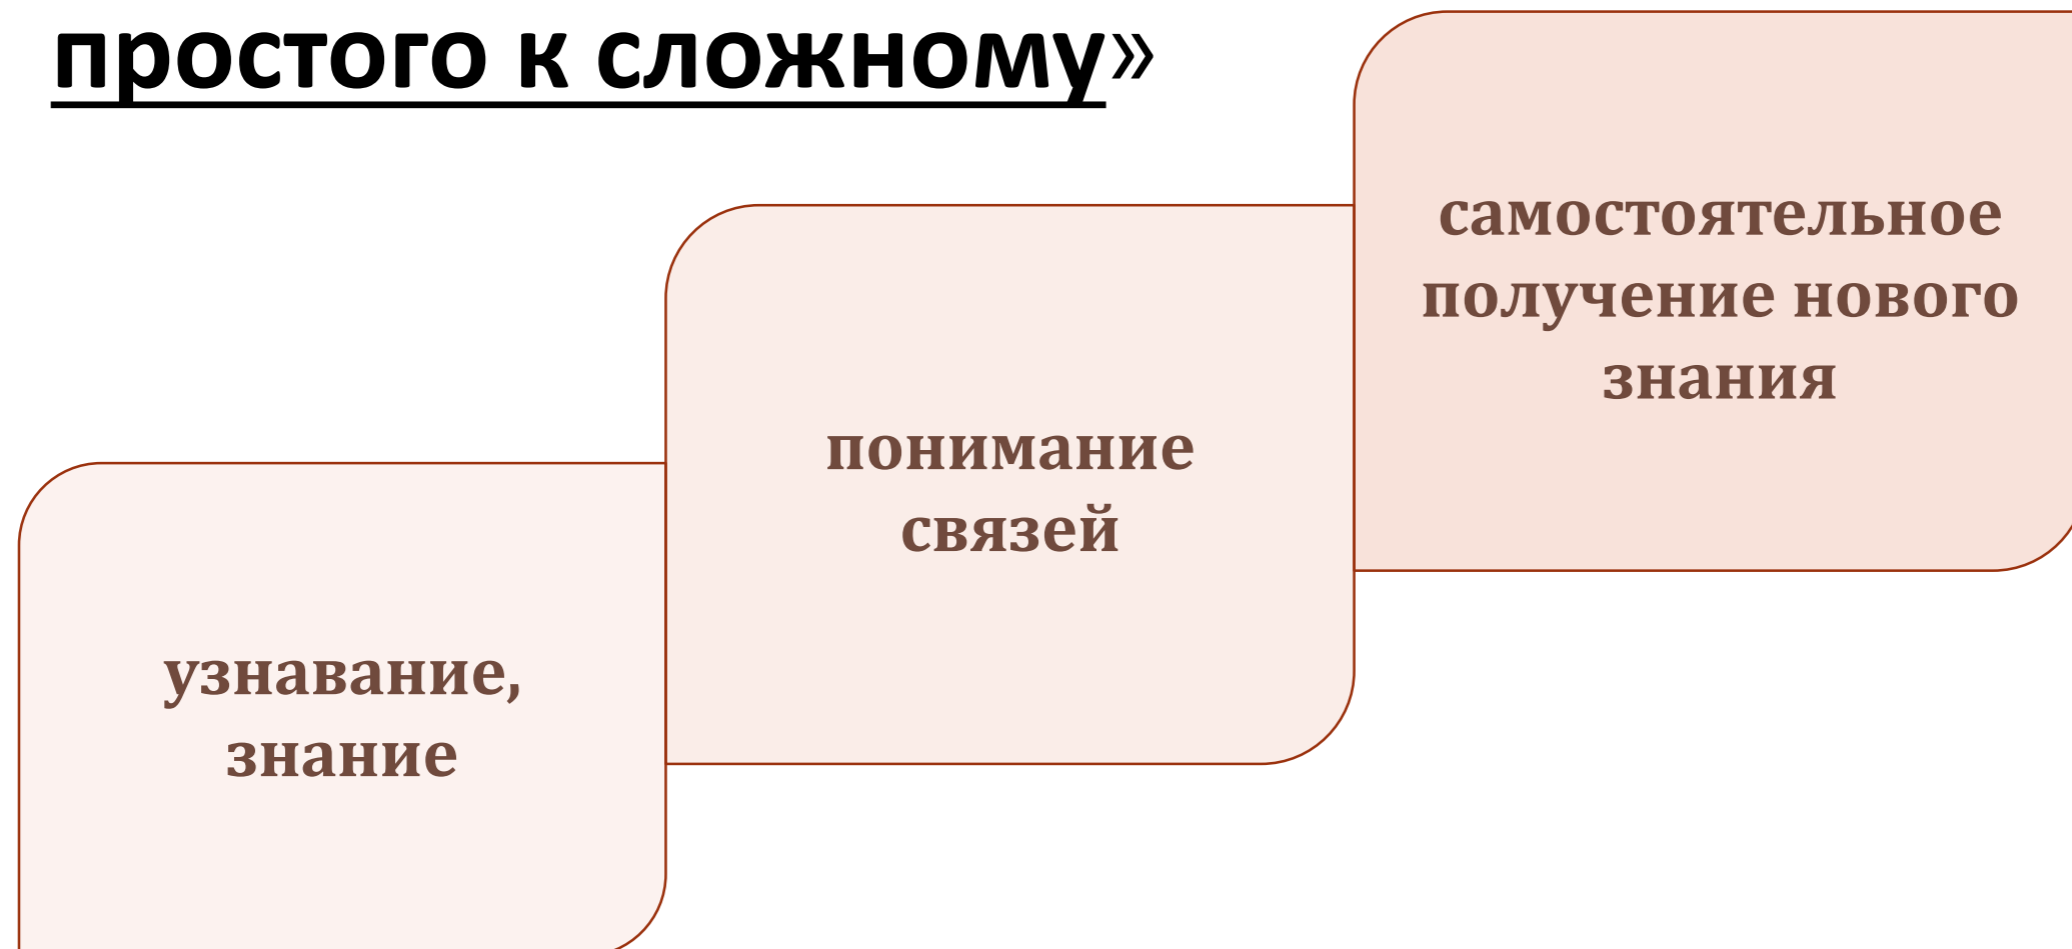 простого к сложному»
узнавание,
знание
понимание
связей
самостоятельное
получение нового
знания